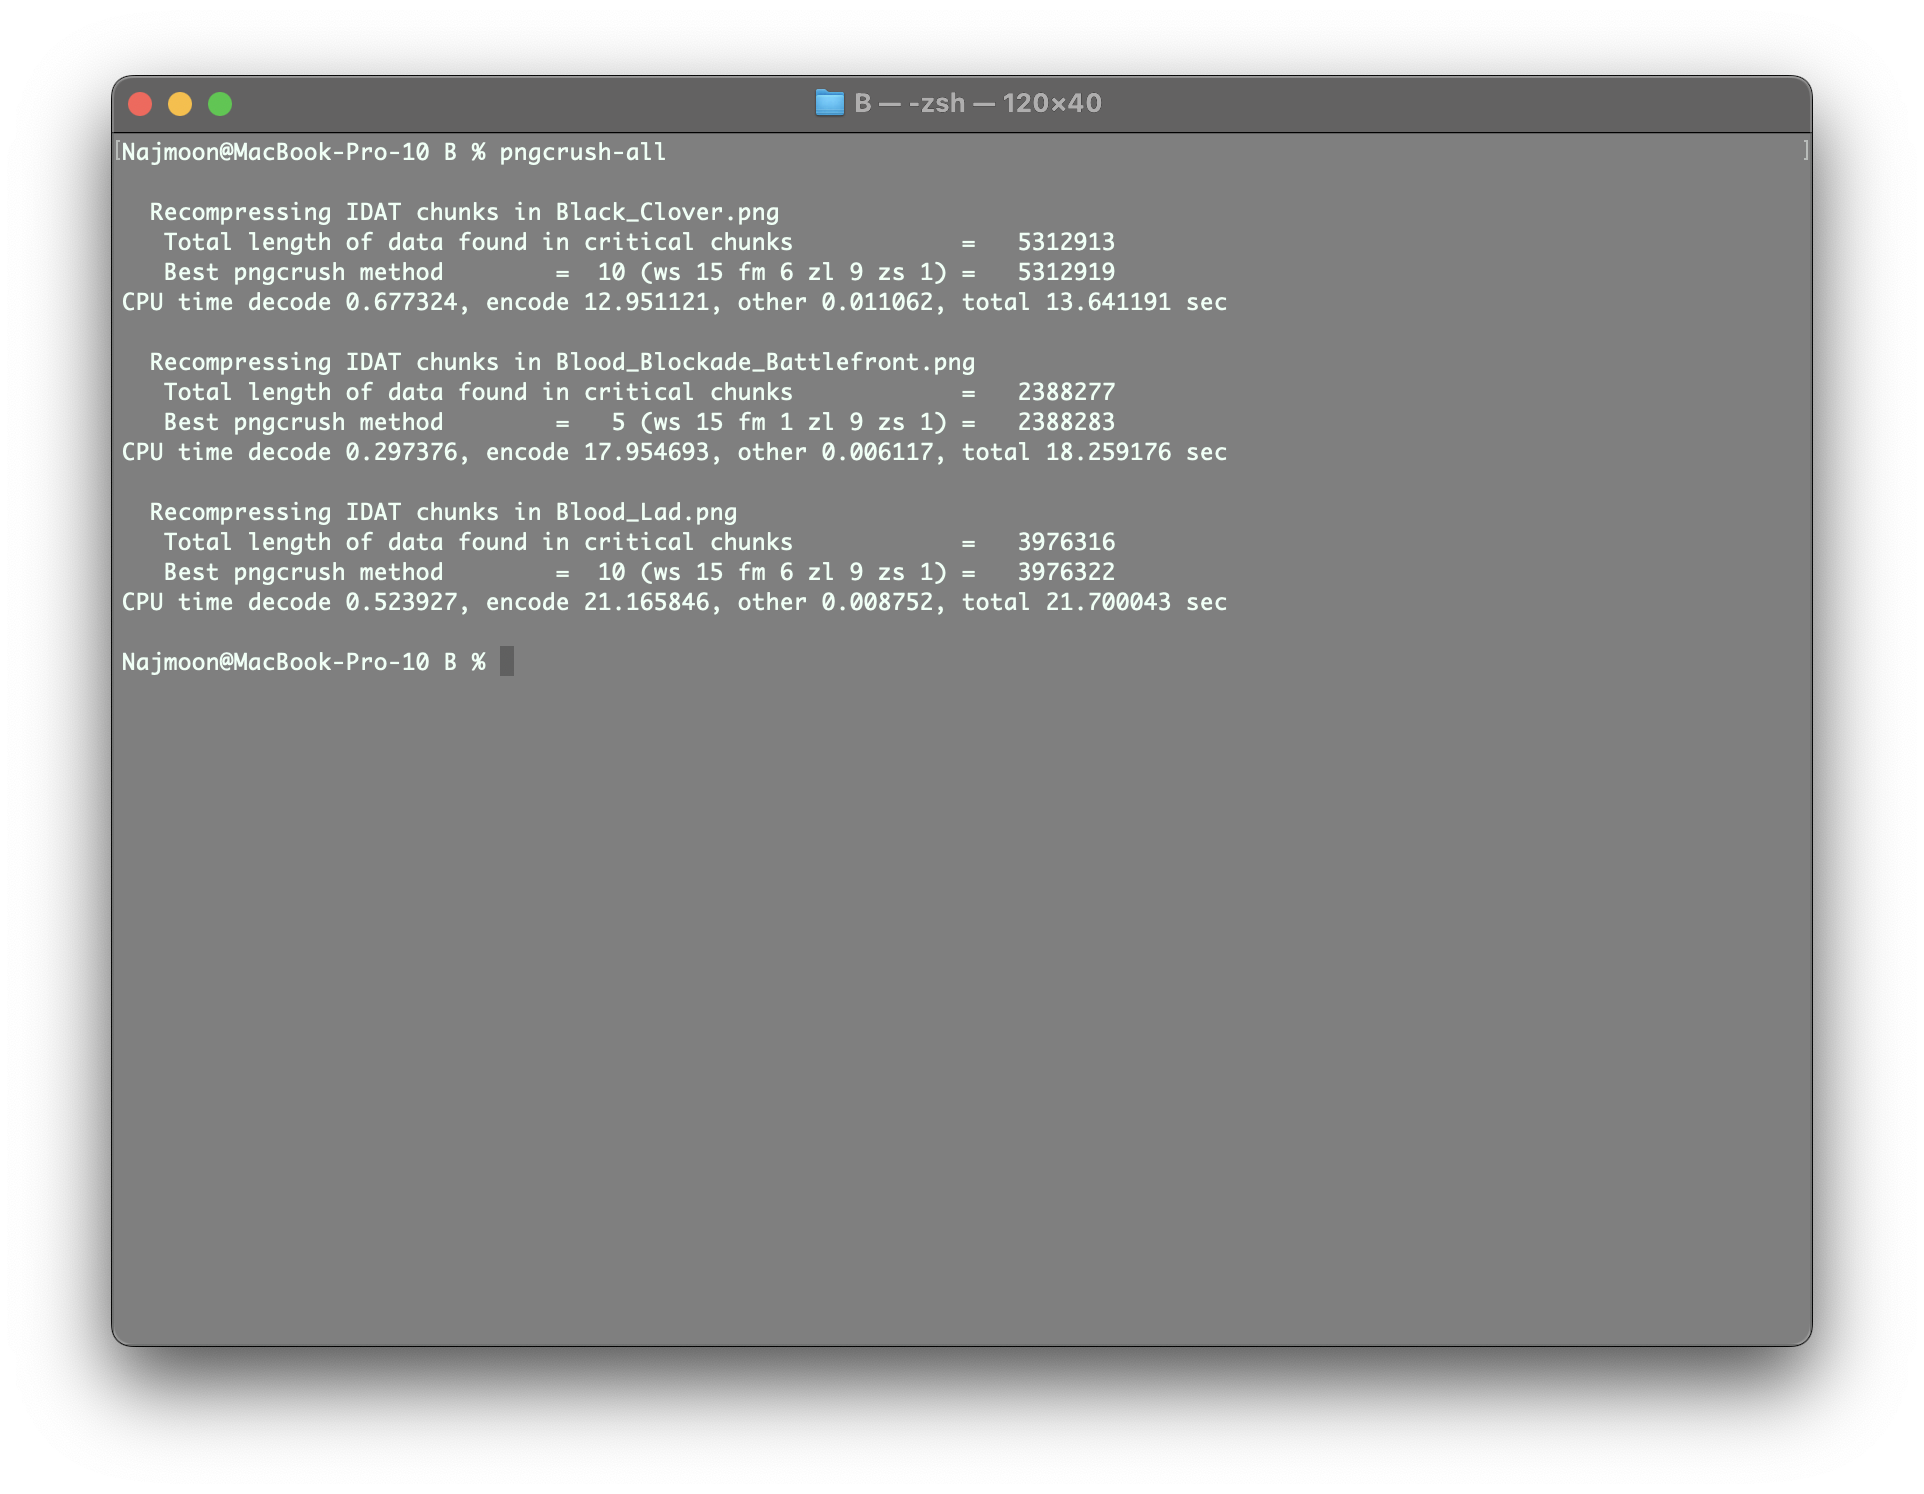 B — -zsh — 120×40
[Najmoon@MacBook-Pro-10 B % pngcrush-all ]
Recompressing IDAT chunks in Black_Clover.png
Total length of data found in critical chunks = 5312913
Best pngcrush method = 10 (ws 15 fm 6 zl 9 zs 1) = 5312919
CPU time decode 0.677324, encode 12.951121, other 0.011062, total 13.641191 sec
Recompressing IDAT chunks in Blood_Blockade_Battlefront.png
Total length of data found in critical chunks = 2388277
Best pngcrush method = 5 (ws 15 fm 1 zl 9 zs 1) = 2388283
CPU time decode 0.297376, encode 17.954693, other 0.006117, total 18.259176 sec
Recompressing IDAT chunks in Blood_Lad.png
Total length of data found in critical chunks = 3976316
Best pngcrush method = 10 (ws 15 fm 6 zl 9 zs 1) = 3976322
CPU time decode 0.523927, encode 21.165846, other 0.008752, total 21.700043 sec
Najmoon@MacBook-Pro-10 B %